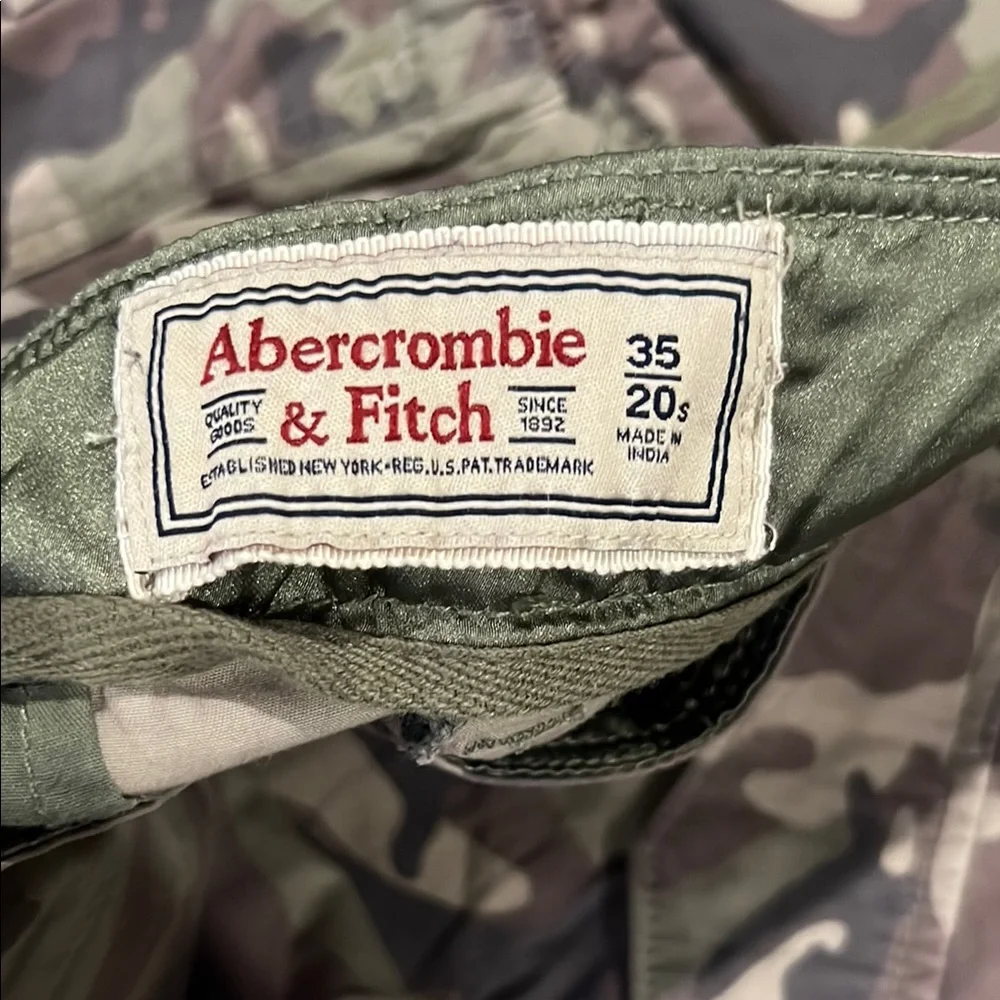 Abercrombie
& Fitch
QUALITY
GOODS
SINCE
1892
ESTABLISHED NEW YORK•REG.U.S.PAT.TRADEMARK
35
20S
MADE IN
INDIA